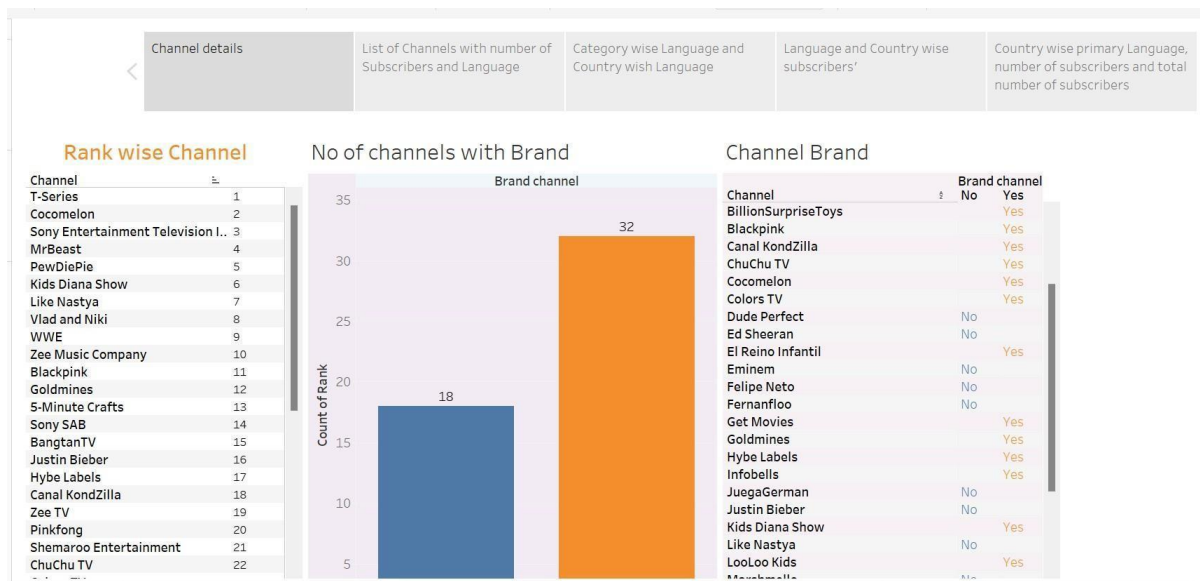 Channel details
List of Channels with number of
Subscribers and Language
Category wise Language and
Country wish Language
Language and Country wise
subscribers'
Country wise primary Language,
number of subscribers and total
number of subscribers
Rank wise Channel
Channel
T-Series 1
Cocomelon 2
Sony Entertainment Television I.. 3
MrBeast 4
PewDiePie 5
Kids Diana Show 6
Like Nastya 7
Vlad and Niki 8
WWE 9
Zee Music Company 10
Blackpink 11
Goldmines 12
5-Minute Crafts 13
Sony SAB 14
BangtanTV 15
Justin Bieber 16
Hybe Labels 17
Canal KondZilla 18
Zee TV 19
Pinkfong 20
Shemaroo Entertainment 21
ChuChu TV 22
No of channels with Brand
Brand channel
Count of Rank
35
30
25
20
15
10
5
18
32
Channel Brand
Brand channel
Channel No Yes
BillionSurpriseToys Yes
Blackpink Yes
Canal KondZilla Yes
ChuChu TV Yes
Cocomelon Yes
Colors TV Yes
Dude Perfect No
Ed Sheeran No
El Reino Infantil Yes
Eminem No
Felipe Neto No
Fernanfloo No
Get Movies Yes
Goldmines Yes
Hybe Labels Yes
Infobells Yes
JuegaGerman No
Justin Bieber No
Kids Diana Show Yes
Like Nastya No
LooLoo Kids Yes